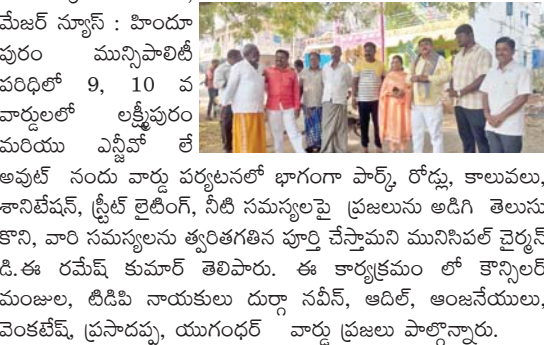 మేజర్ న్యూస్ : హిందూ
పురం మున్సిపాలిటీ
పరిధిలో 9, 10 వ
వార్డులలో లక్ష్మీపురం
మరియు ఎన్జీవో లే
అవుట్ నందు వార్డు పర్యటనలో భాగంగా పార్క్, రోడ్లు, కాలువలు,
శానిటేషన్, స్ట్రీట్ లైటింగ్, నీటి సమస్యలపై ప్రజలును అడిగి తెలుసు
కొని, వారి సమస్యలను త్వరితగతిన పూర్తి చేస్తామని మునిసిపల్ చైర్మన్
డి.ఈ రమేష్ కుమార్ తెలిపారు. ఈ కార్యక్రమం లో కౌన్సిలర్
మంజుల, టిడిపి నాయకులు దుర్గా నవీన్, ఆదిల్, ఆంజనేయులు,
వెంకటేష్, ప్రసాదప్ప, యుగంధర్ వార్డు ప్రజలు పాల్గొన్నారు.